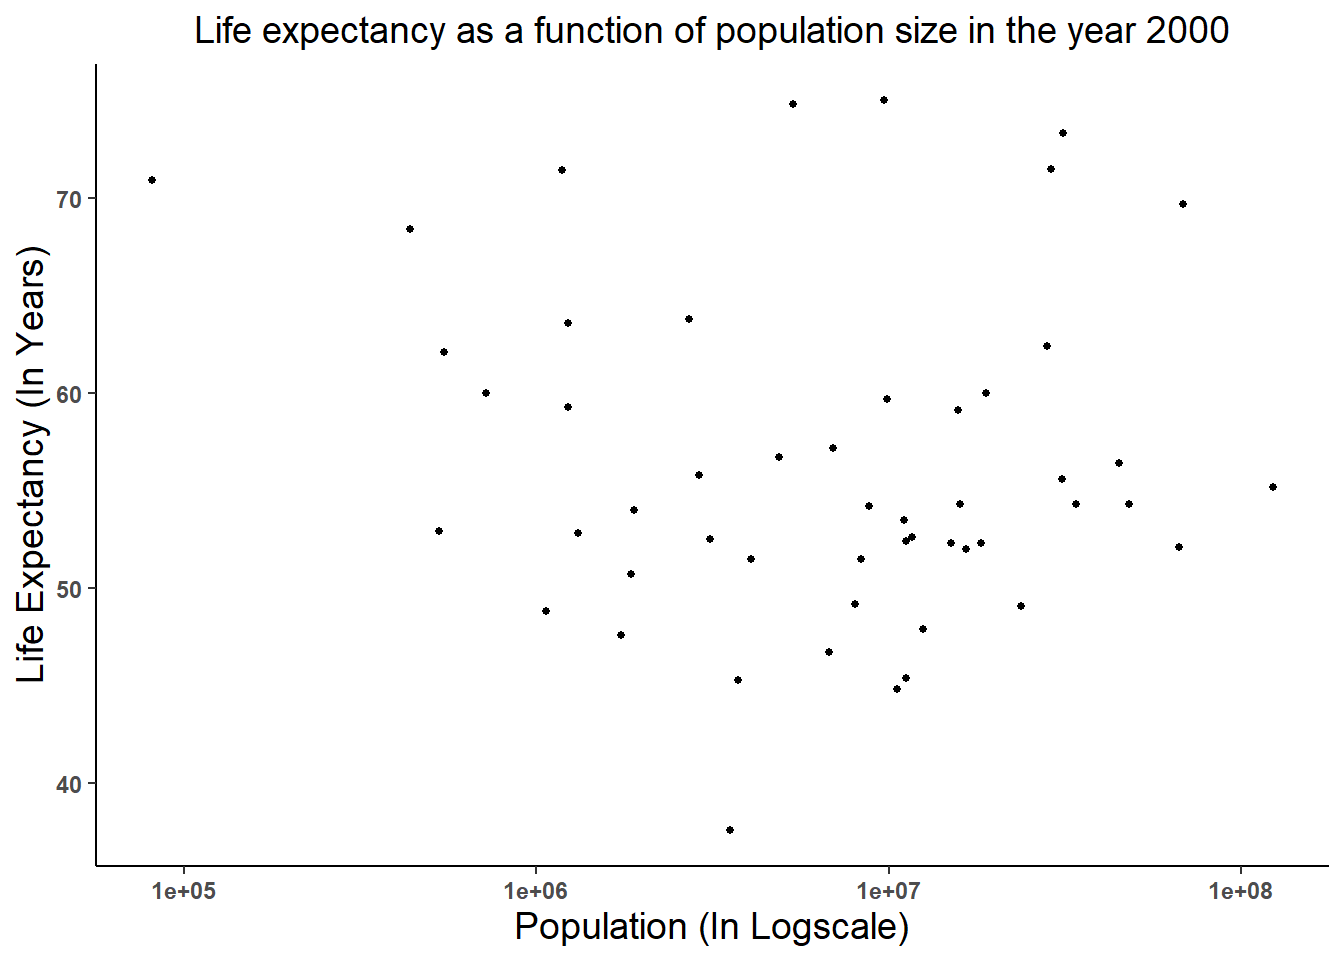 Life expectancy as a function of population size in the year 2000
Life Expectancy (In Years)
70
60
50
40
1e+05 1e+06 1e+07 1e+08
Population (In Logscale)